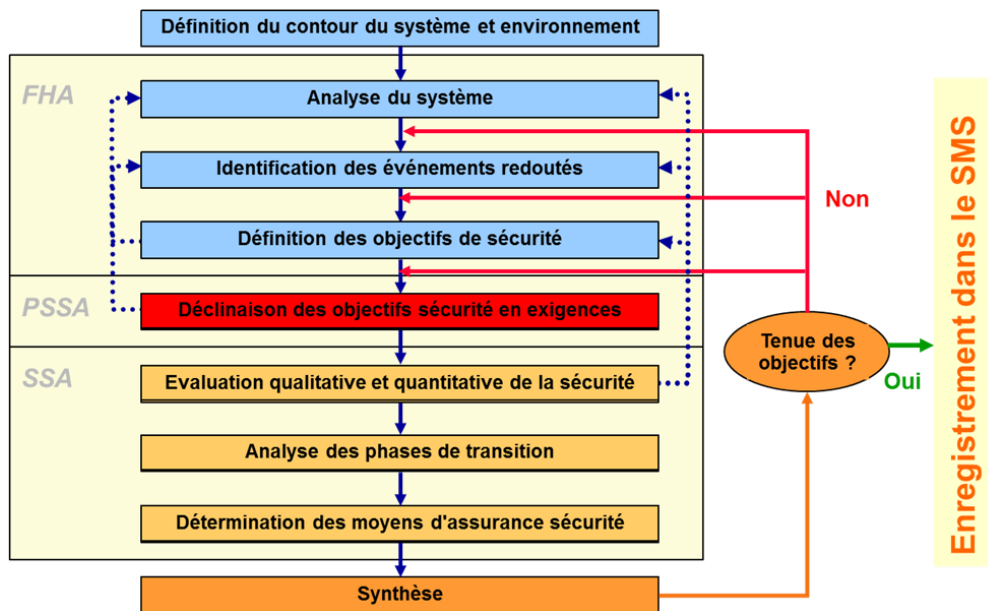 Définition du contour du système et environnement
FHA
Analyse du système
Identification des événements redoutés
Définition des objectifs de sécurité
PSSA
Déclinaison des objectifs sécurité en exigences
SSA
Evaluation qualitative et quantitative de la sécurité
Analyse des phases de transition
Détermination des moyens d'assurance sécurité
Synthèse
Non
Tenue des
objectifs ?
Oui
Enregistrement dans le SMS